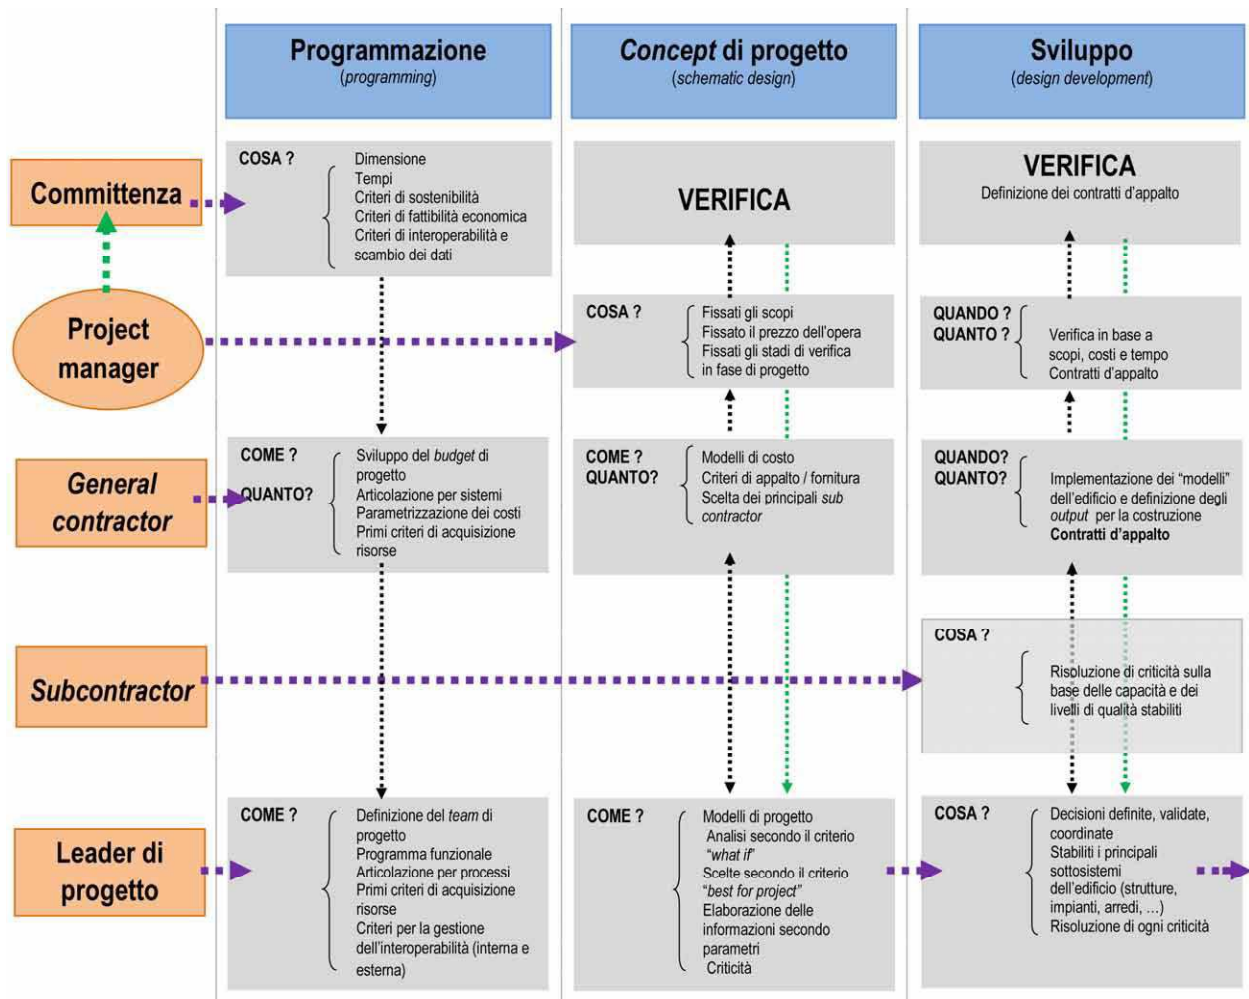 Programmazione
(programming)
Concept di progetto
(schematic design)
Sviluppo
(design development)
Committenza
COSA ?
Dimensione
Tempi
Criteri di sostenibilità
Criteri di fattibilità economica
Criteri di interoperabilità e
scambio dei dati
VERIFICA
VERIFICA
Definizione dei contratti d'appalto
Project
manager
COSA ?
Fissati gli scopi
Fissato il prezzo dell'opera
Fissati gli stadi di verifica
in fase di progetto
QUANDO ?
QUANTO ?
Verifica in base a
scopi, costi e tempo
Contratti d'appalto
General
contractor
COME ?
QUANTO?
Sviluppo del budget di
progetto
Articolazione per sistemi
Parametrizzazione dei costi
Primi criteri di acquisizione
risorse
COME ?
QUANTO?
Modelli di costo
Criteri di appalto / fornitura
Scelta dei principali sub
contractor
QUANDO?
QUANTO?
Implementazione dei “modelli”
dell'edificio e definizione degli
output per la costruzione
Contratti d'appalto
Subcontractor
COSA ?
Risoluzione di criticità sulla
base delle capacità e dei
livelli di qualità stabiliti
Leader di
progetto
COME ?
Definizione del team di
progetto
Programma funzionale
Articolazione per processi
Primi criteri di acquisizione
risorse
Criteri per la gestione
dell'interoperabilità (interna e
esterna)
COME ?
Modelli di progetto
Analisi secondo il criterio
“what if”
Scelte secondo il criterio
“best for project”
Elaborazione delle
informazioni secondo
parametri
Criticità
COSA ?
Decisioni definite, validate,
coordinate
Stabiliti i principali
sottosistemi
dell'edificio (strutture,
impianti, arredi, …)
Risoluzione di ogni criticità